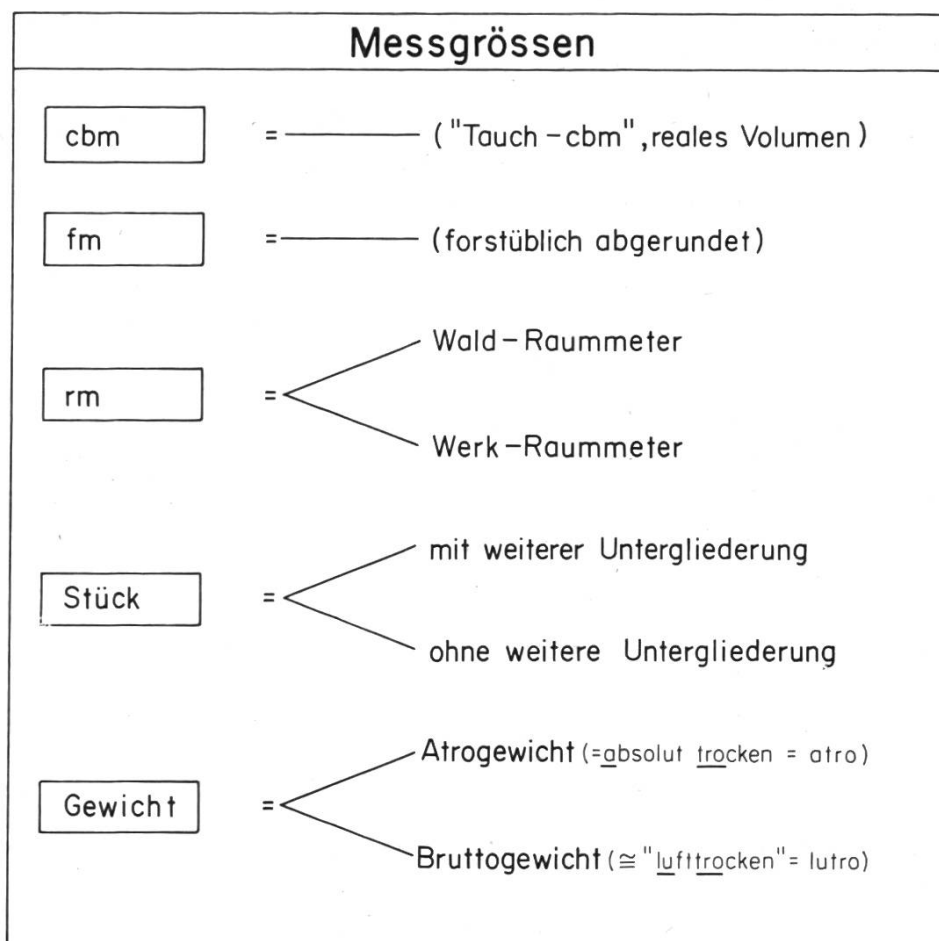 Messgrössen
cbm = ("Tauch-cbm", reales Volumen)
fm = (forstüblich abgerundet)
Wald-Raummeter
rm =
Werk-Raummeter
mit weiterer Untergliederung
Stück =
ohne weitere Untergliederung
Atrogewicht (=absolut trocken = atro)
Gewicht =
Bruttogewicht (≅ "lufttrocken" = lutro)